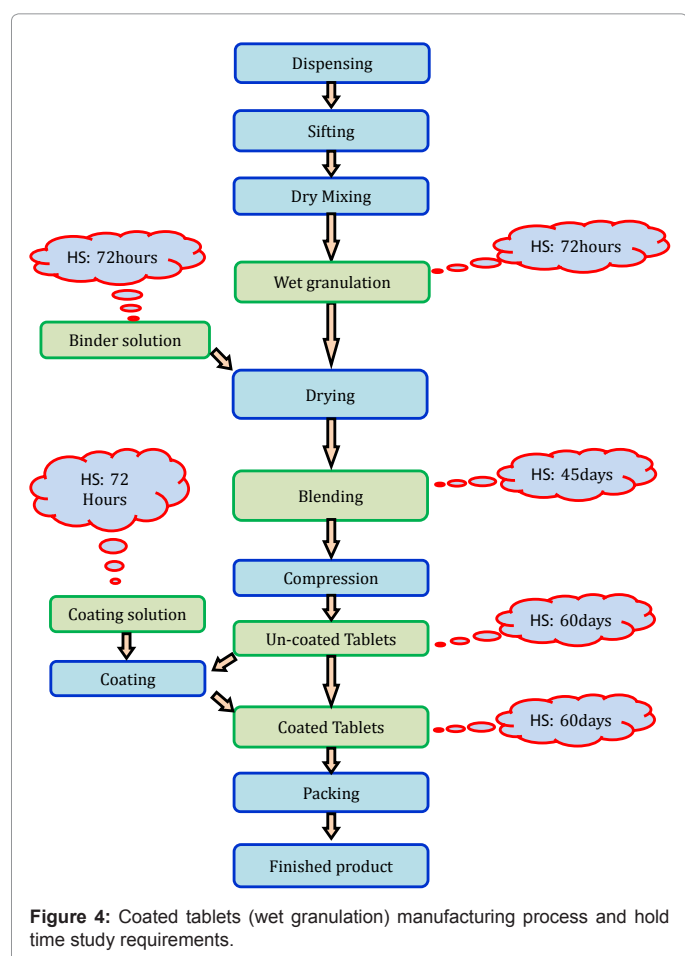 Dispensing
Sifting
Dry Mixing
HS: 72hours
HS: 72hours
Wet granulation
Binder solution
Drying
HS: 72
Hours
HS: 45days
Blending
Compression
Coating solution
Un-coated Tablets
HS: 60days
Coating
Coated Tablets
HS: 60days
Packing
Finished product
Figure 4: Coated tablets (wet granulation) manufacturing process and hold
time study requirements.